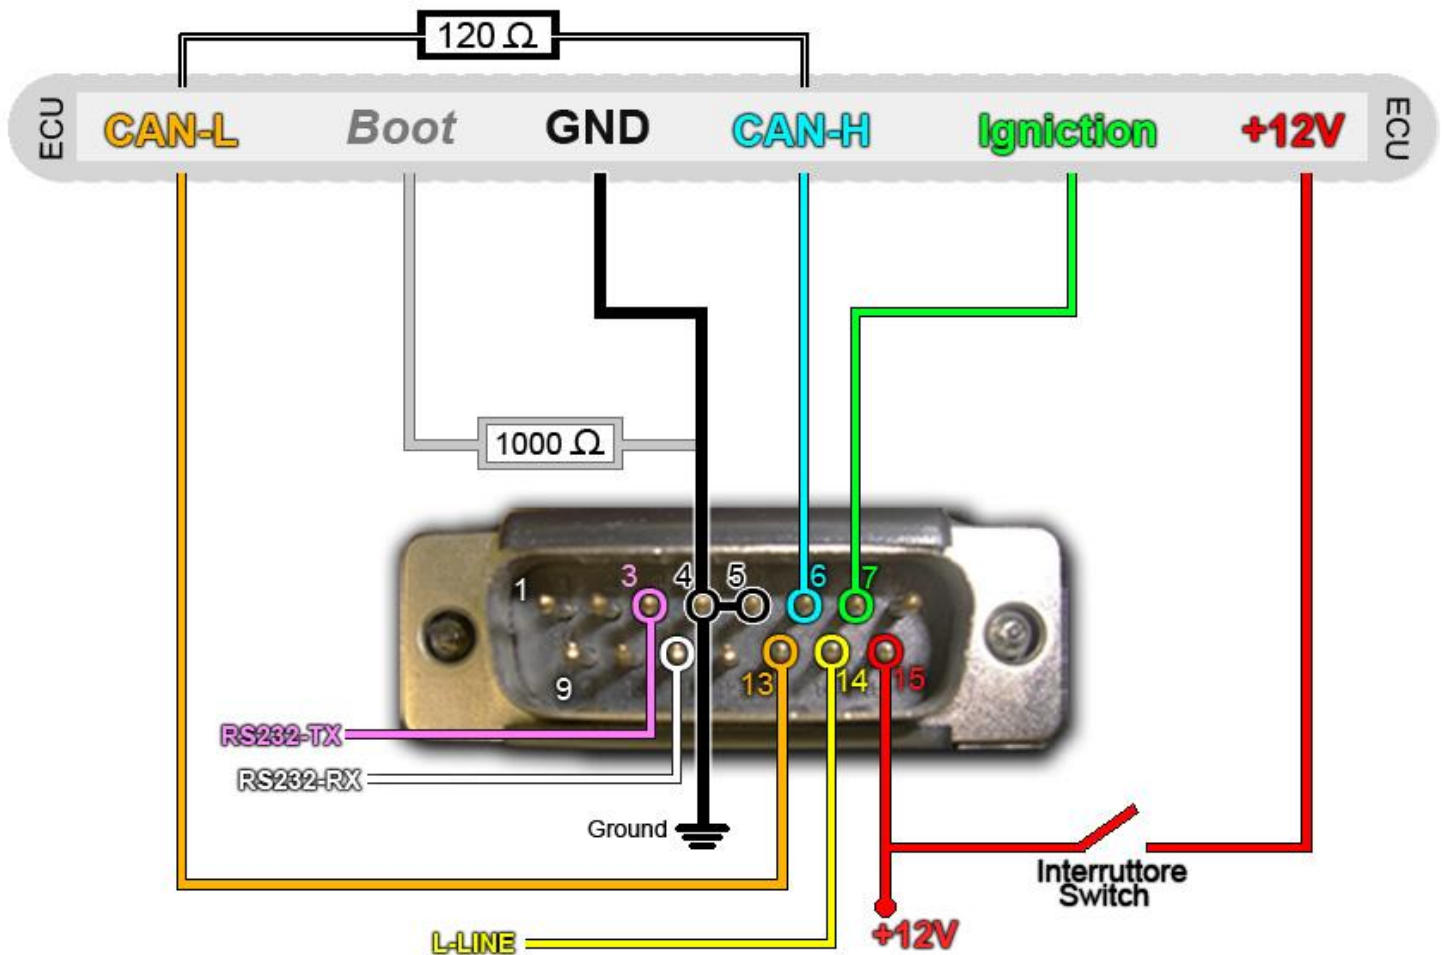 120 Ω
ECU
CAN-L
Boot
GND
CAN-H
Igniction
+12V
ECU
1000 Ω
1
3
4
5
6
7
9
13
14
15
RS232-TX
RS232-RX
Ground
Interruttore
Switch
+12V
L-LINE